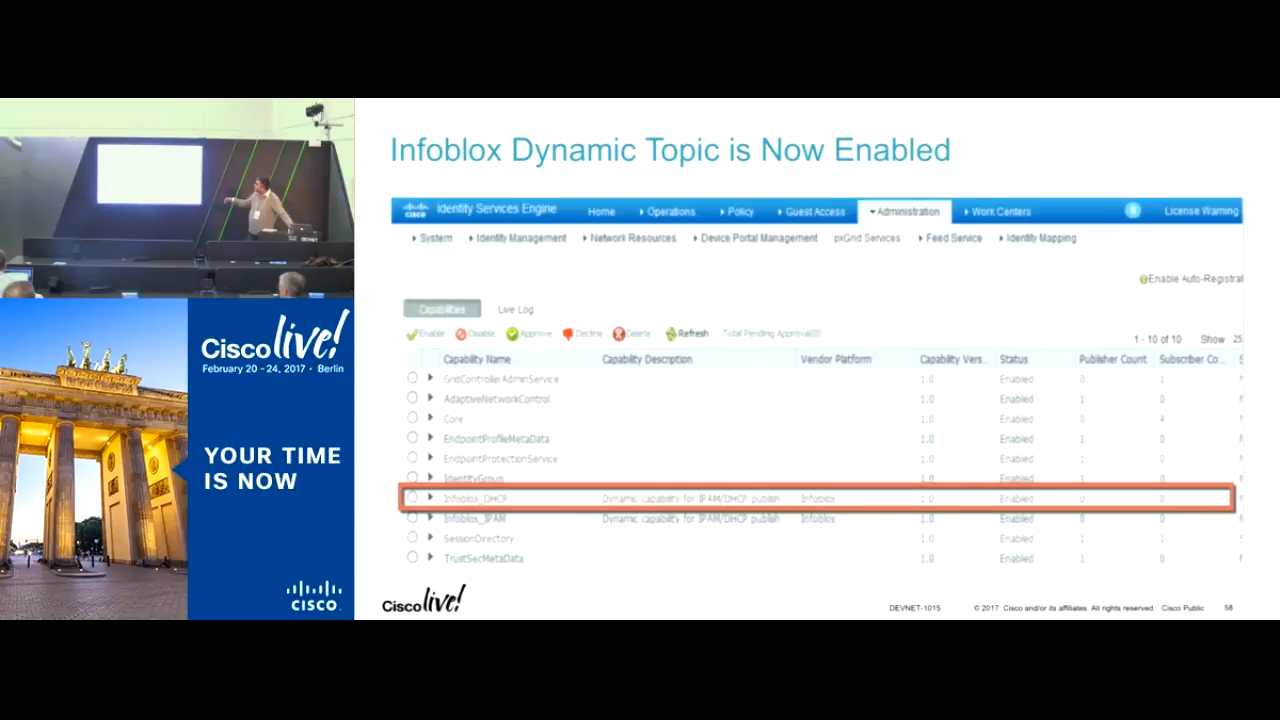 Infoblox Dynamic Topic is Now Enabled
CISCO Identity Services Engine Home Operations Policy Guest Access Administration Work Centers License Warning
System Identity Management Network Resources Device Portal Management pxGrid Services Feed Service Identity Mapping
Enable Auto-Registrat
Capabilities Live Log
Enable Disable Approve Decline Delete Refresh Total Pending Approval(0)
1 - 10 of 10 Show 25
Capability Name Capability Description Vendor Platform Capability Vers... Status Publisher Count Subscriber Co... S
GridControllerAdminService 1.0 Enabled 0 1
AdaptiveNetworkControl 1.0 Enabled 1 0
Core 1.0 Enabled 0 4
EndpointProfileMetaData 1.0 Enabled 1 0
EndpointProtectionService 1.0 Enabled 1 0
IdentityGroup 1.0 Enabled
Infoblox_DHCP Dynamic capability for IPAM/DHCP publish Infoblox 1.0 Enabled 0 0
Infoblox_IPAM Dynamic capability for IPAM/DHCP publish Infoblox 1.0 Enabled 0 0
SessionDirectory 1.0 Enabled 1 1
TrustSecMetaData 1.0 Enabled 1 0
Cisco live!
DEVNET-1015 © 2017 Cisco and/or its affiliates. All rights reserved. Cisco Public 58
DEVNET
Cisco live!
February 20 - 24, 2017 • Berlin
YOUR TIME
IS NOW
CISCO.